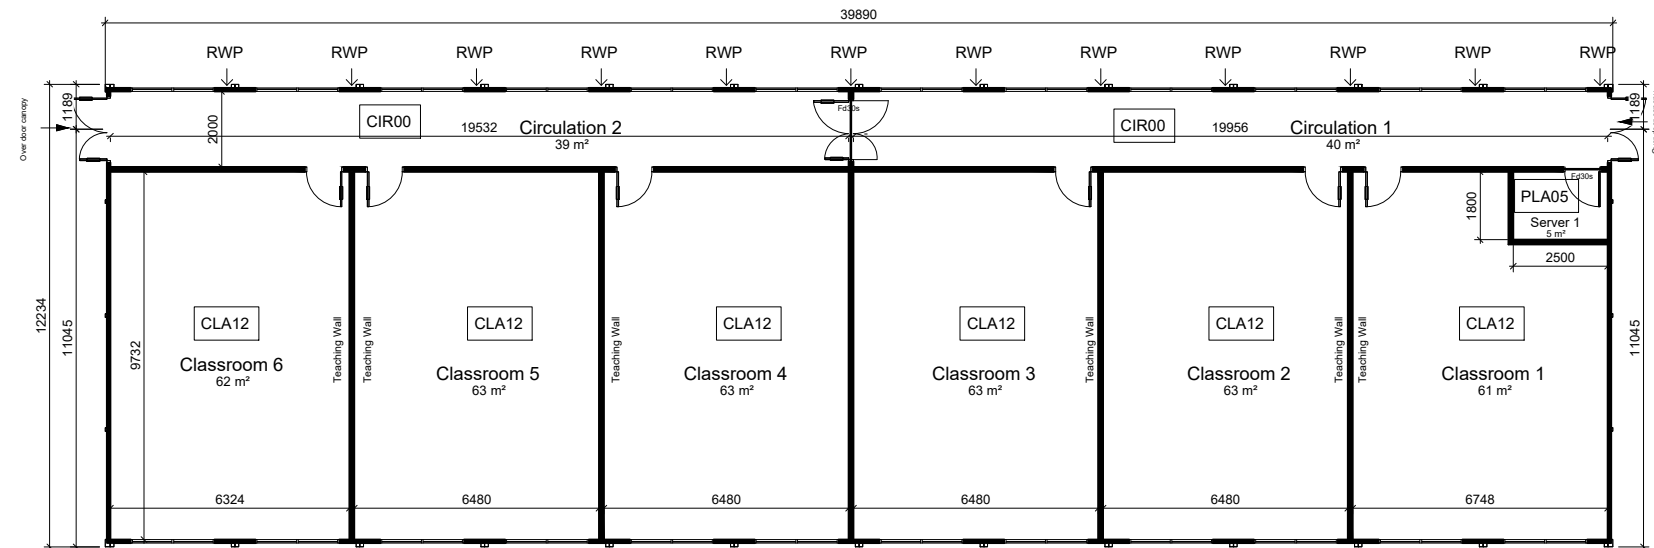 39890
RWP RWP RWP RWP RWP RWP RWP RWP RWP RWP RWP RWP
1189
1189
Over door canopy
CIR00
2000
19532
Circulation 2
39 m²
Fd30s
CIR00
19956
Circulation 1
40 m²
12234
11045
11045
Fd30s
PLA05
Server 1
5 m²
1800
2500
9732
CLA12
Classroom 6
62 m²
Teaching Wall
Teaching Wall
CLA12
Classroom 5
63 m²
Teaching Wall
CLA12
Classroom 4
63 m²
CLA12
Classroom 3
63 m²
Teaching Wall
CLA12
Classroom 2
63 m²
Teaching Wall
Teaching Wall
CLA12
Classroom 1
61 m²
6324
6480
6480
6480
6480
6748